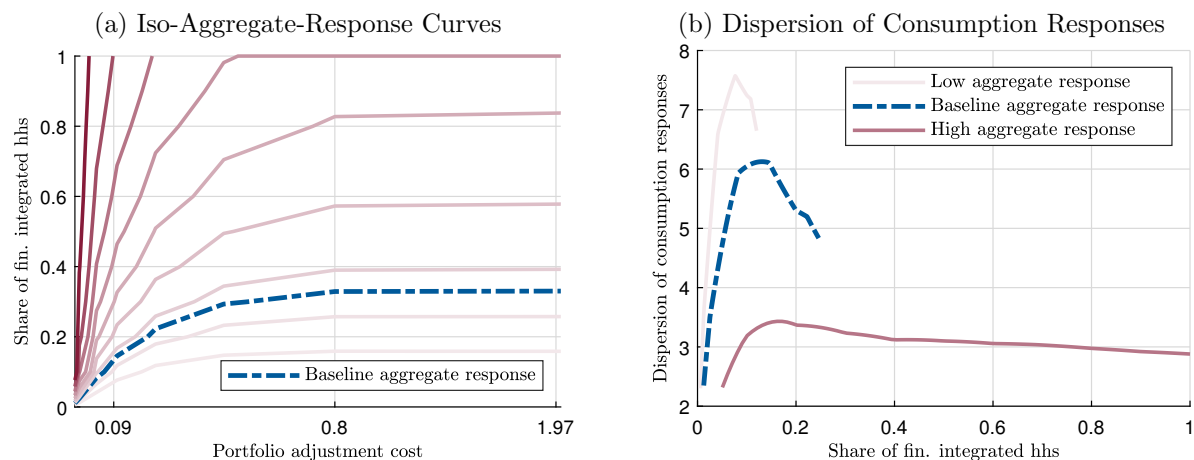 (a) Iso-Aggregate-Response Curves
1
0.8
0.6
0.4
0.2
0
Share of fin. integrated hhs
Baseline aggregate response
0.09
0.8
1.97
Portfolio adjustment cost
(b) Dispersion of Consumption Responses
8
7
6
5
4
3
2
Dispersion of consumption responses
Low aggregate response
Baseline aggregate response
High aggregate response
0
0.2
0.4
0.6
0.8
1
Share of fin. integrated hhs